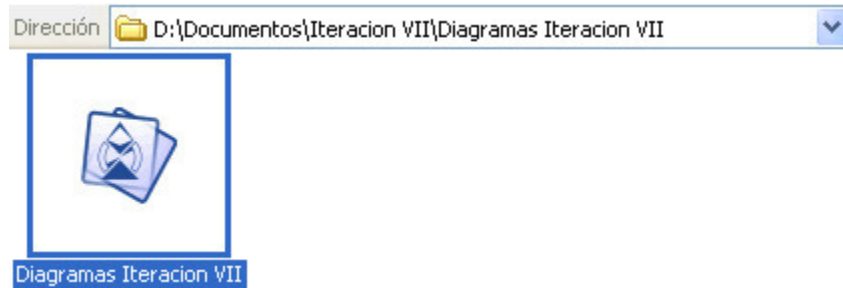 Dirección D:\Documentos\Iteracion VII\Diagramas Iteracion VII
Diagramas Iteracion VII